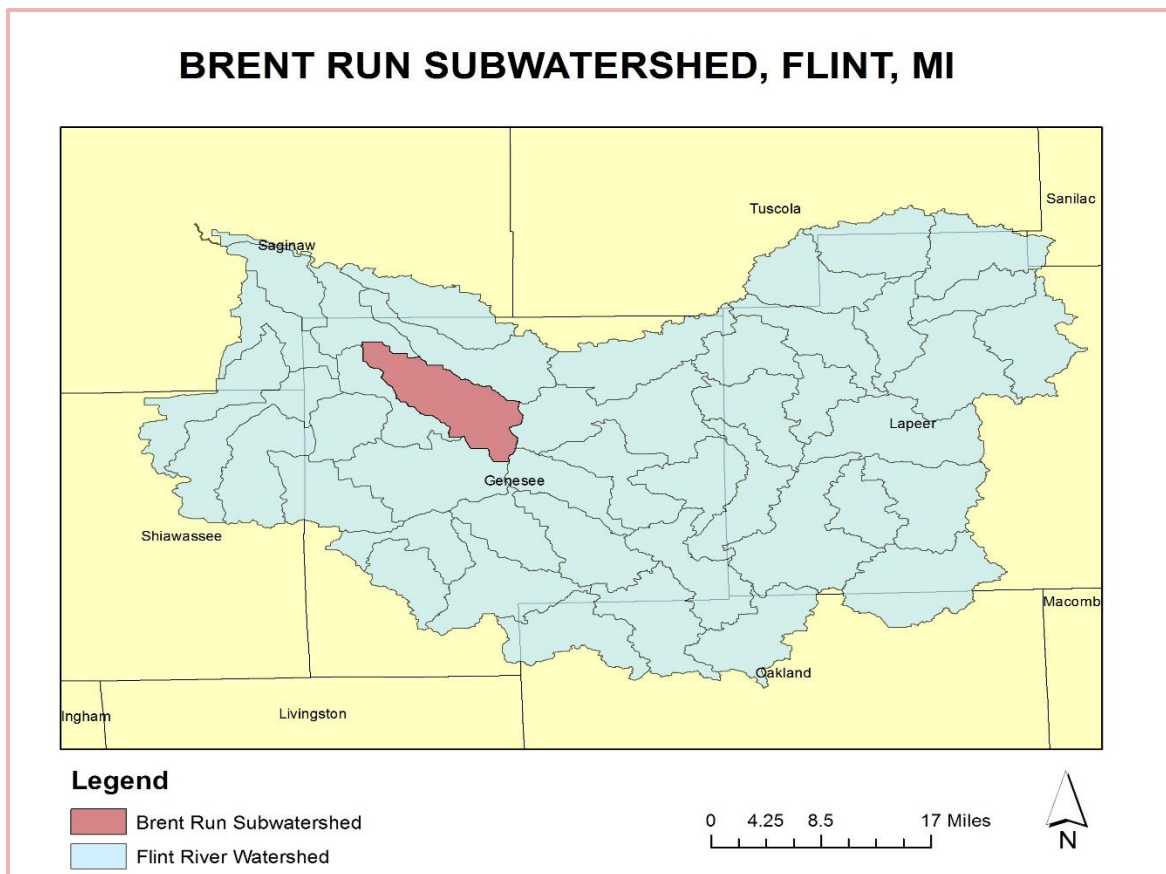 BRENT RUN SUBWATERSHED, FLINT, MI
Sanilac
Tuscola
Saginaw
Lapeer
Genesee
Shiawassee
Macomb
Oakland
Ingham
Livingston
Legend
Brent Run Subwatershed
Flint River Watershed
0 4.25 8.5 17 Miles
N